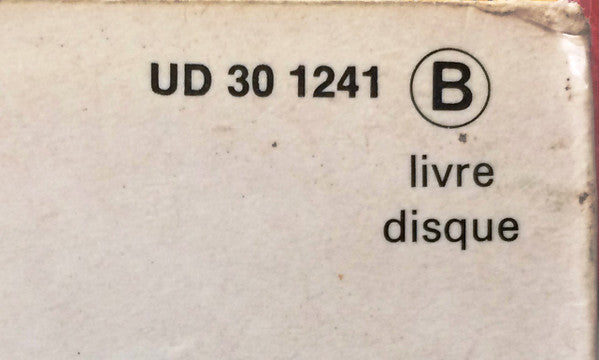 UD 30 1241 B
livre
disque